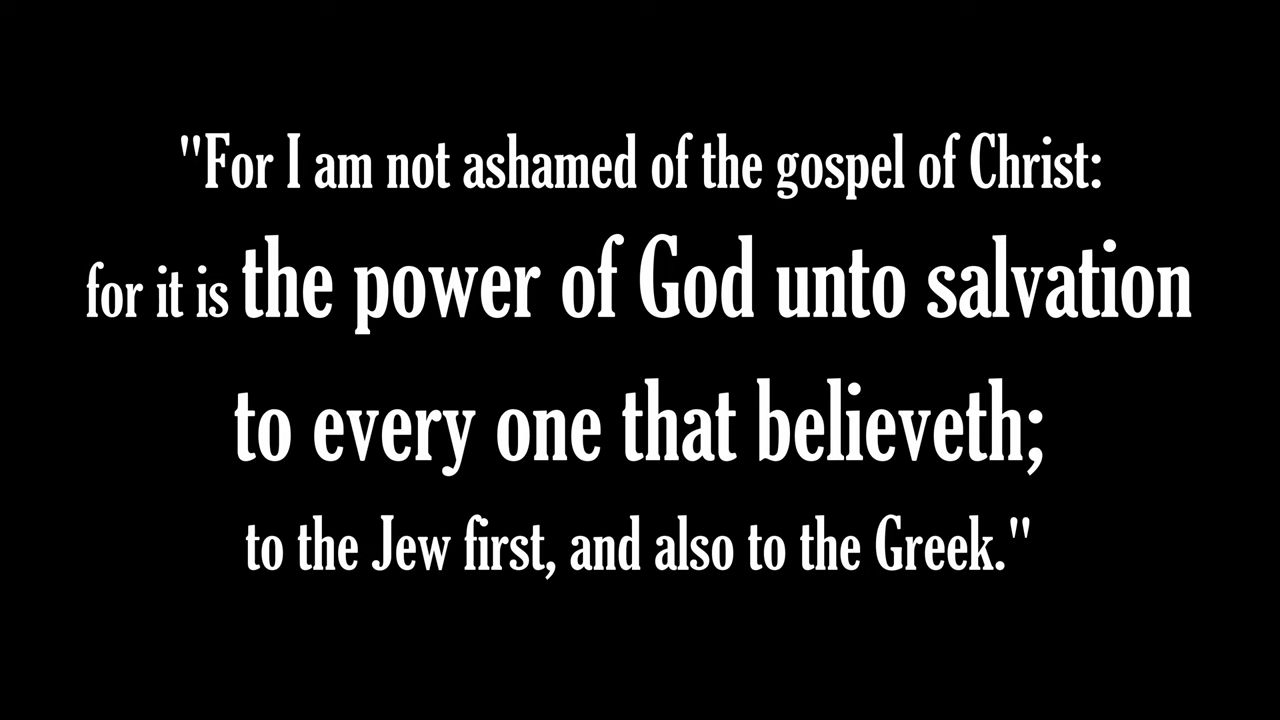 "For I am not ashamed of the gospel of Christ:
for it is the power of God unto salvation
to every one that believeth;
to the Jew first, and also to the Greek."